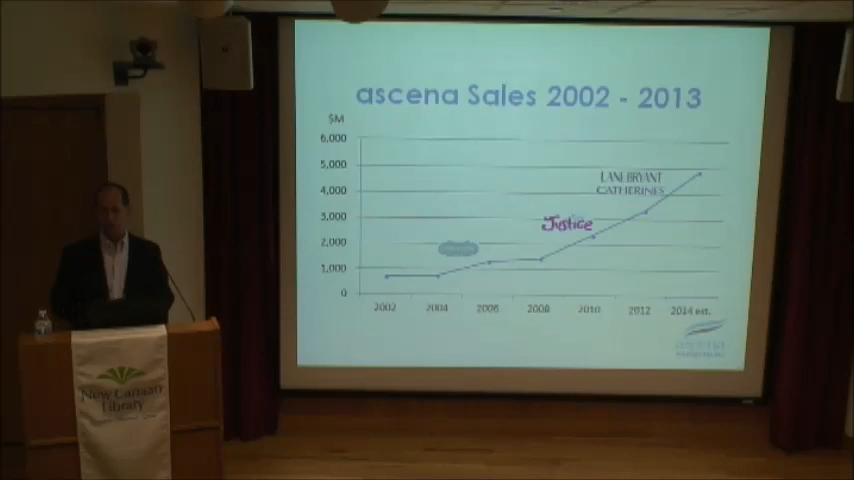 ascena Sales 2002 - 2013
$M
6,000
5,000
4,000
3,000
2,000
1,000
0
LANE BRYANT
CATHERINES
Justice
2002 2004 2006 2008 2010 2012 2014 est.
ascena
New Canaan
Library